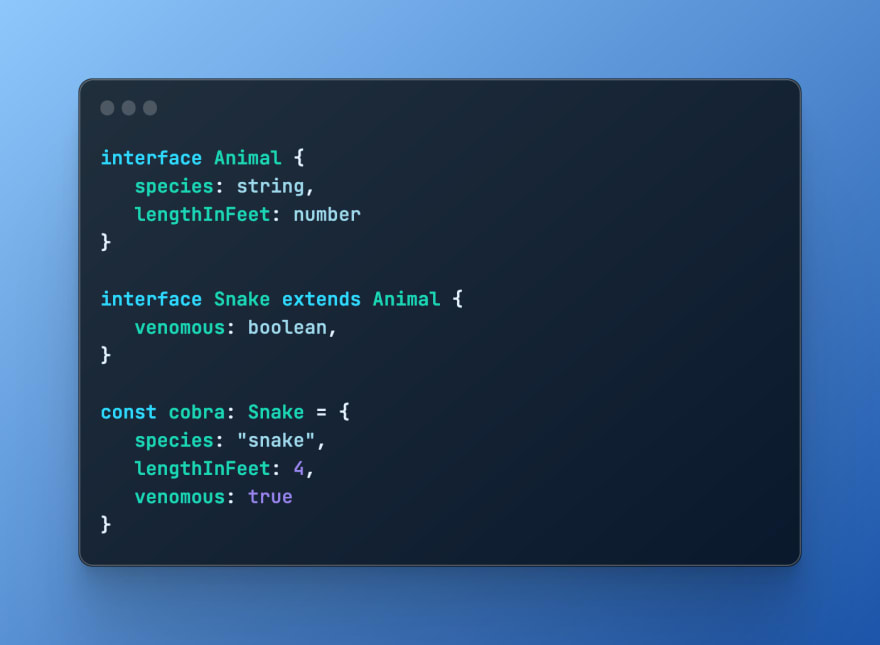 interface Animal {
   species: string,
   lengthInFeet: number
}

interface Snake extends Animal {
   venomous: boolean,
}

const cobra: Snake = {
   species: "snake",
   lengthInFeet: 4,
   venomous: true
}